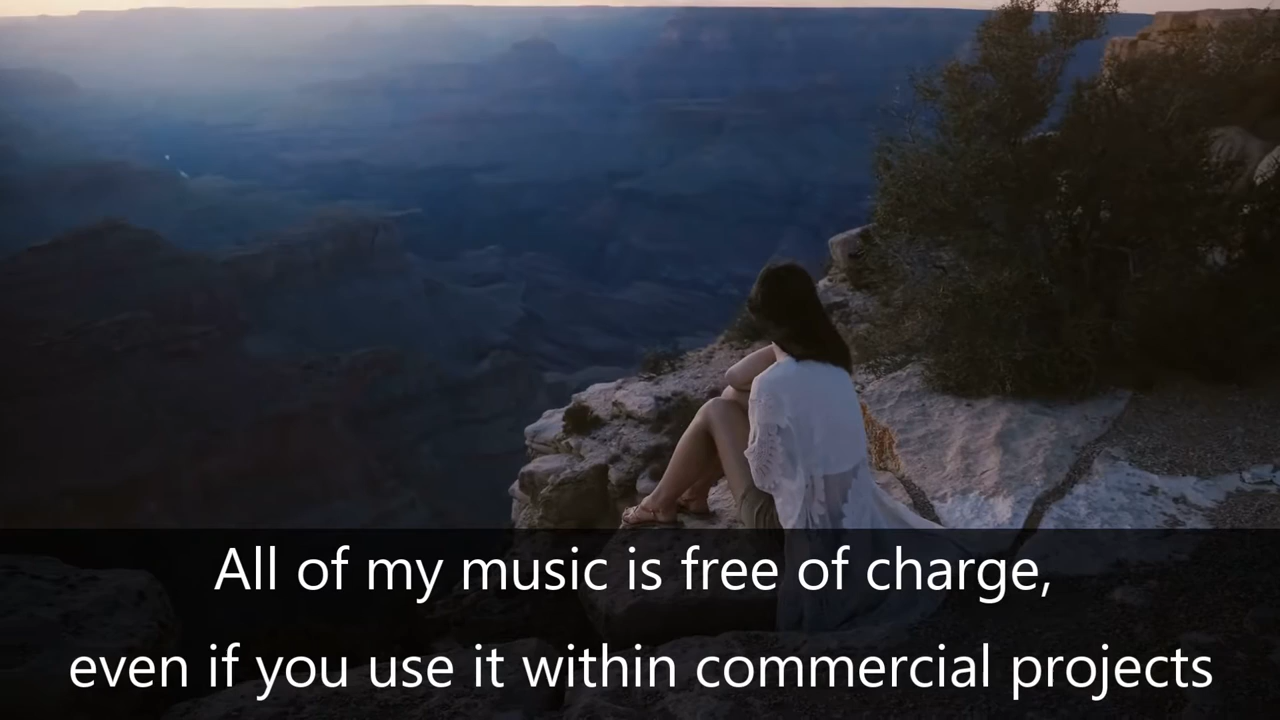 All of my music is free of charge,
even if you use it within commercial projects